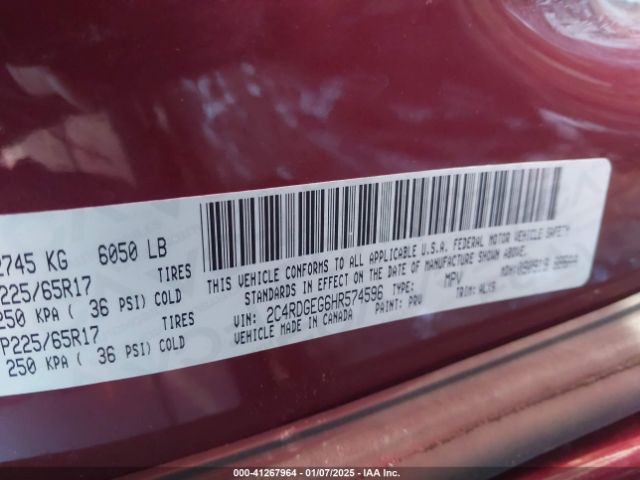 2745 KG 6050 LB
P225/65R17 TIRES
250 KPA ( 36 PSI) COLD
P225/65R17 TIRES
250 KPA ( 36 PSI) COLD
THIS VEHICLE CONFORMS TO ALL APPLICABLE U.S.A. FEDERAL MOTOR VEHICLE SAFETY
STANDARDS IN EFFECT ON THE DATE OF MANUFACTURE SHOWN ABOVE.
VIN: 2C4RDGEG6HR574596 TYPE: MPV
MADE IN CANADA PAINT: PRV TRIM:
00-41267964 - 01/07/2025 - IAA Inc.